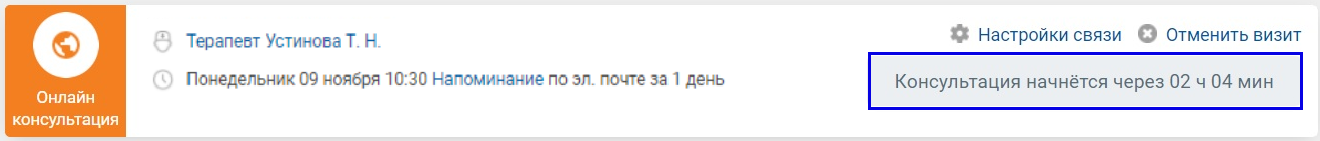 Онлайн
консультация
Терапевт Устинова Т. Н.
Понедельник 09 ноября 10:30 Напоминание по эл. почте за 1 день
Настройки связи Отменить визит
Консультация начнётся через 02 ч 04 мин